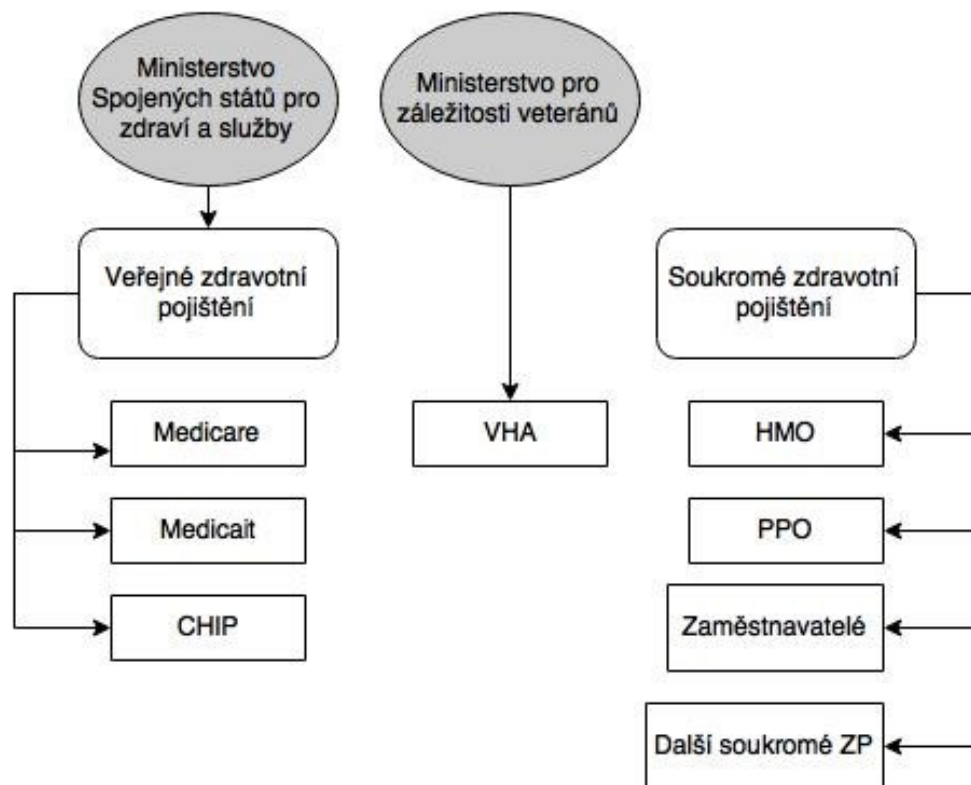 Ministerstvo
Spojených států pro
zdraví a služby
Ministerstvo pro
záležitosti veteránů
Veřejné zdravotní
pojištění
Soukromé zdravotní
pojištění
Medicare
VHA
HMO
Medicait
PPO
CHIP
Zaměstnavatelé
Další soukromé ZP